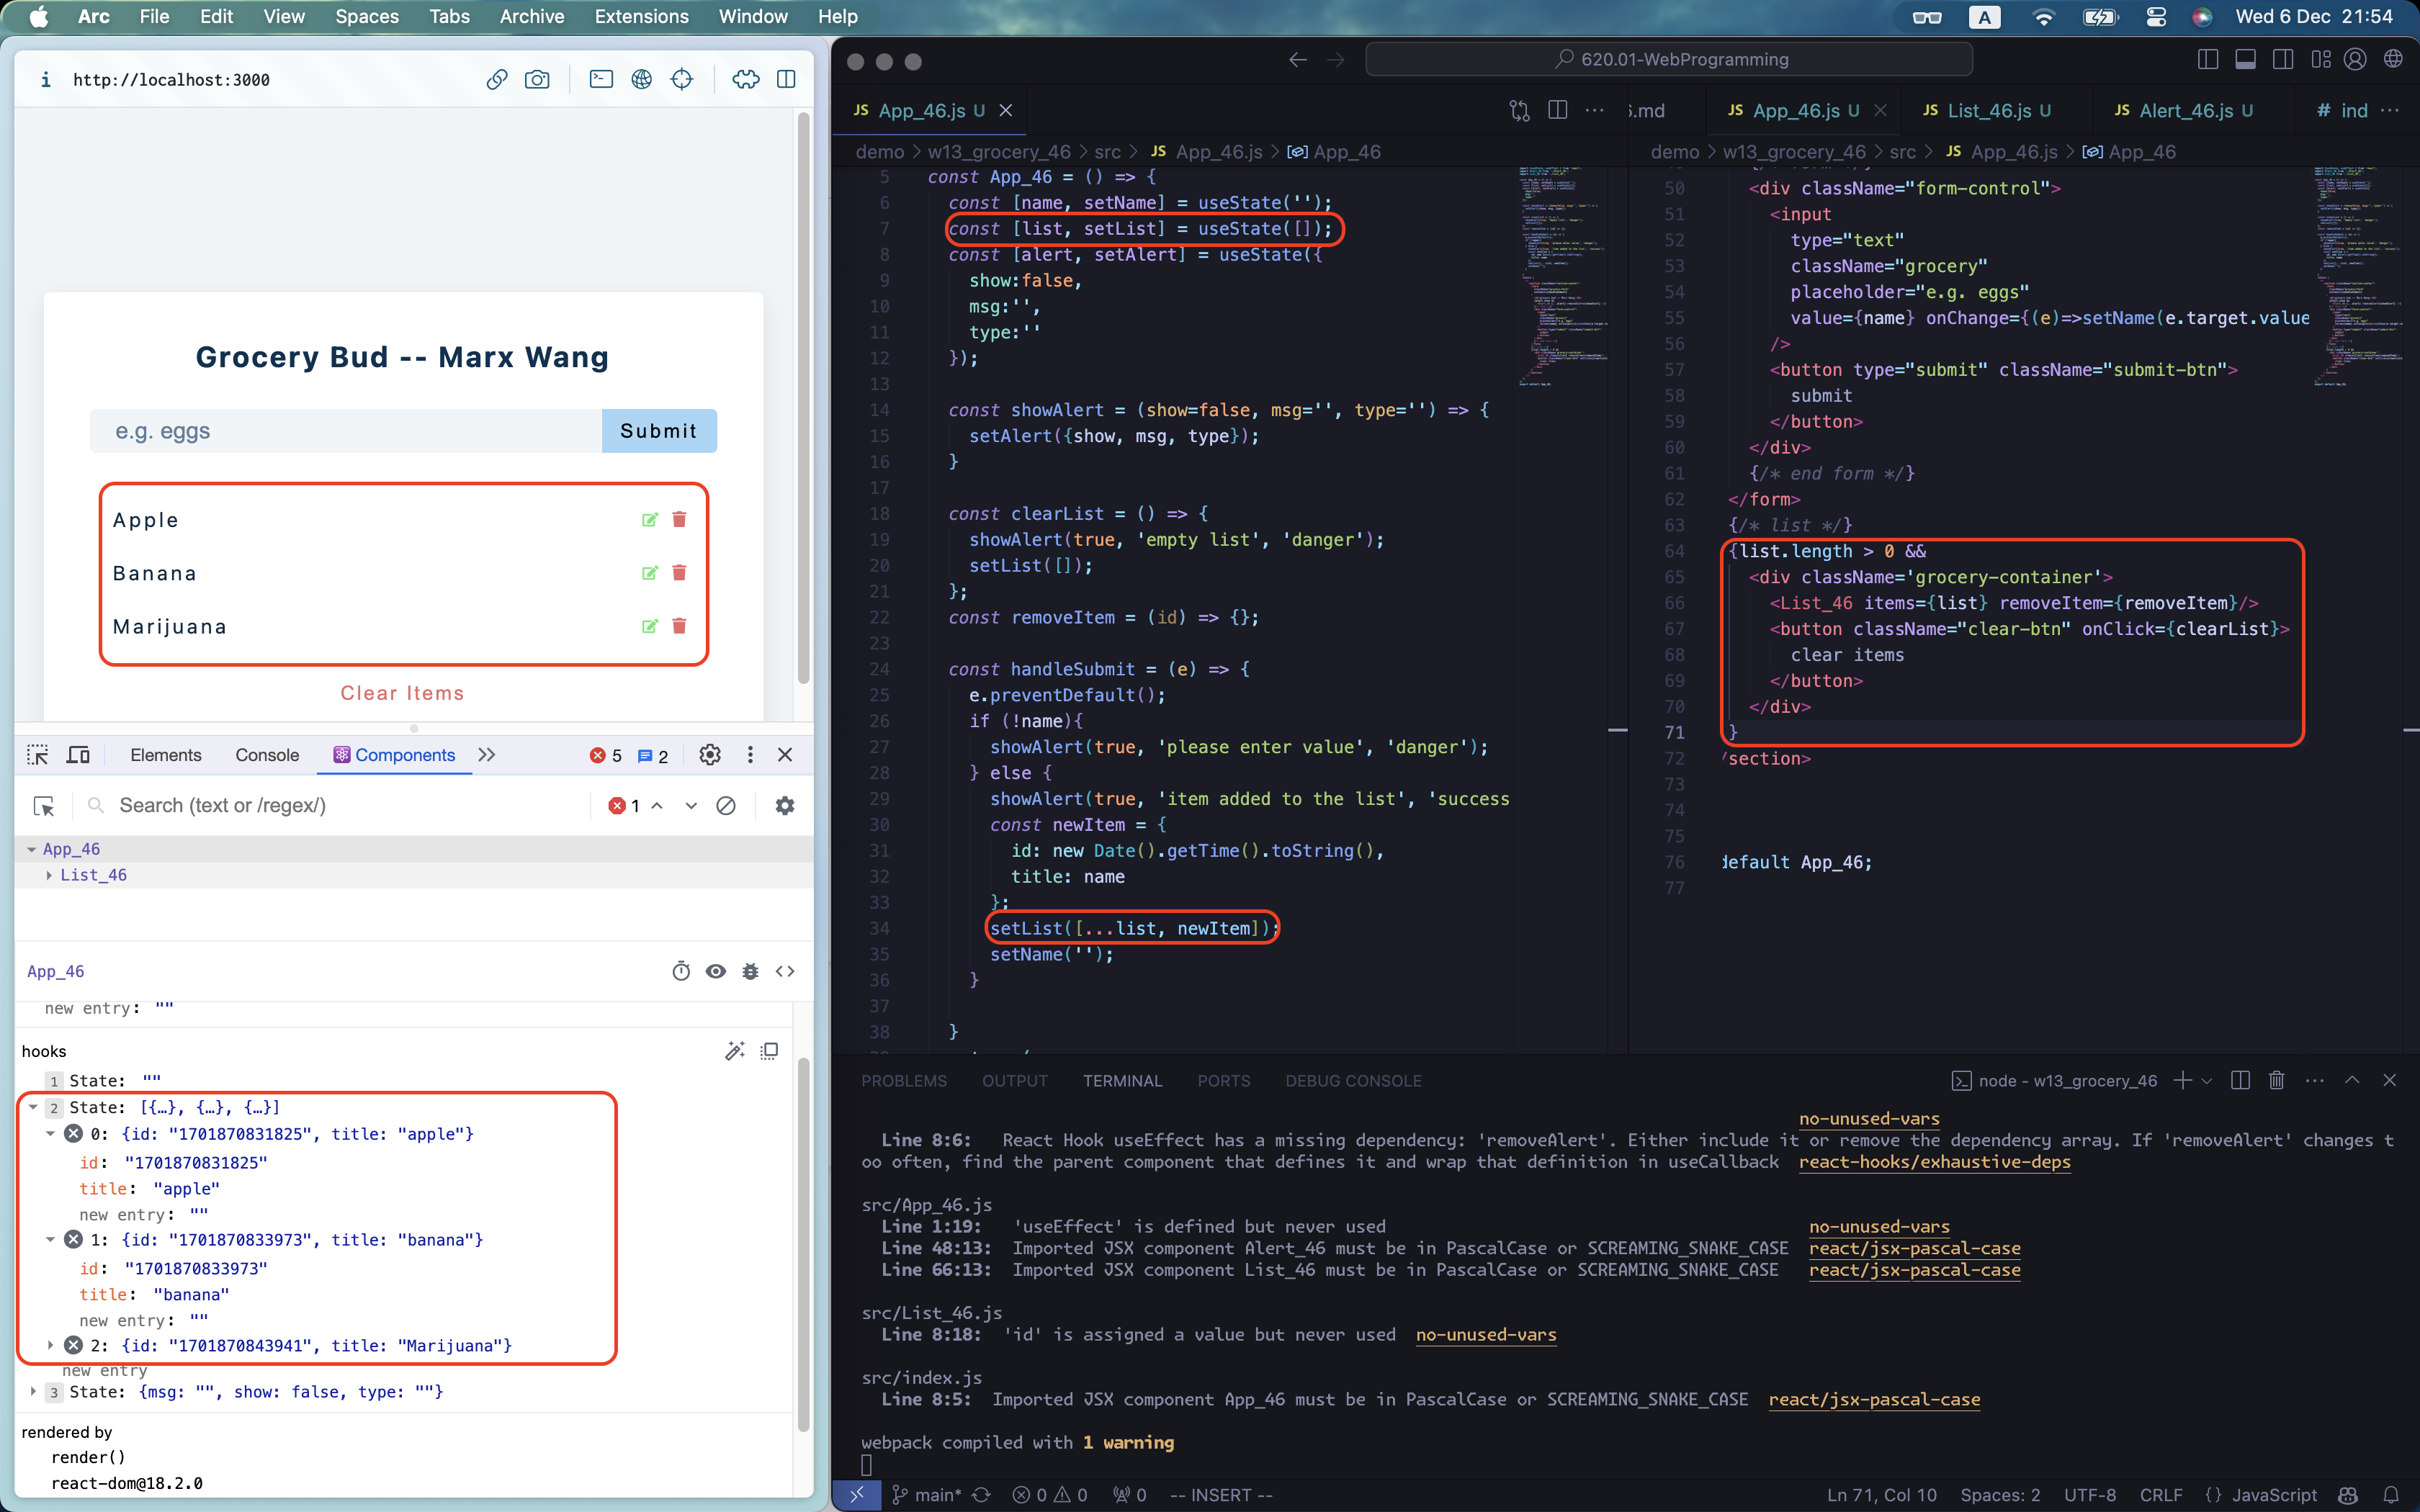 Arc File Edit View Spaces Tabs Archive Extensions Window Help
A Wed 6 Dec 21:54
http://localhost:3000
Grocery Bud -- Marx Wang
e.g. eggs
Submit
Apple
Banana
Marijuana
Clear Items
Elements Console Components 5 2
Search (text or /regex/) 1
App_46
List_46
App_46
new entry: ""
hooks
1 State: ""
2 State: [{…}, {…}, {…}]
0: {id: "1701870831825", title: "apple"}
id: "1701870831825"
title: "apple"
new entry: ""
1: {id: "1701870833973", title: "banana"}
id: "1701870833973"
title: "banana"
new entry: ""
2: {id: "1701870843941", title: "Marijuana"}
new entry
3 State: {msg: "", show: false, type: ""}
rendered by
render()
react-dom@18.2.0
620.01-WebProgramming
JS App_46.js U
demo > w13_grocery_46 > src > JS App_46.js > App_46
5 const App_46 = () => {
6 const [name, setName] = useState('');
7 const [list, setList] = useState([]);
8 const [alert, setAlert] = useState({
9 show:false,
10 msg:'',
11 type:''
12 });
13
14 const showAlert = (show=false, msg='', type='') => {
15 setAlert({show, msg, type});
16 }
17
18 const clearList = () => {
19 showAlert(true, 'empty list', 'danger');
20 setList([]);
21 };
22 const removeItem = (id) => {};
23
24 const handleSubmit = (e) => {
25 e.preventDefault();
26 if (!name){
27 showAlert(true, 'please enter value', 'danger');
28 } else {
29 showAlert(true, 'item added to the list', 'success
30 const newItem = {
31 id: new Date().getTime().toString(),
32 title: name
33 };
34 setList([...list, newItem]);
35 setName('');
36 }
37
38 }
.md JS App_46.js U JS List_46.js U JS Alert_46.js U # ind
demo > w13_grocery_46 > src > JS App_46.js > App_46
50 <div className="form-control">
51 <input
52 type="text"
53 className="grocery"
54 placeholder="e.g. eggs"
55 value={name} onChange={(e)=>setName(e.target.value
56 />
57 <button type="submit" className="submit-btn">
58 submit
59 </button>
60 </div>
61 {/* end form */}
62 </form>
63 {/* list */}
64 {list.length > 0 &&
65 <div className='grocery-container'>
66 <List_46 items={list} removeItem={removeItem}/>
67 <button className="clear-btn" onClick={clearList}>
68 clear items
69 </button>
70 </div>
71 }
72 /section>
73
74
75
76 default App_46;
77
PROBLEMS OUTPUT TERMINAL PORTS DEBUG CONSOLE
node - w13_grocery_46
no-unused-vars
Line 8:6: React Hook useEffect has a missing dependency: 'removeAlert'. Either include it or remove the dependency array. If 'removeAlert' changes t
oo often, find the parent component that defines it and wrap that definition in useCallback react-hooks/exhaustive-deps
src/App_46.js
Line 1:19: 'useEffect' is defined but never used no-unused-vars
Line 48:13: Imported JSX component Alert_46 must be in PascalCase or SCREAMING_SNAKE_CASE react/jsx-pascal-case
Line 66:13: Imported JSX component List_46 must be in PascalCase or SCREAMING_SNAKE_CASE react/jsx-pascal-case
src/List_46.js
Line 8:18: 'id' is assigned a value but never used no-unused-vars
src/index.js
Line 8:5: Imported JSX component App_46 must be in PascalCase or SCREAMING_SNAKE_CASE react/jsx-pascal-case
webpack compiled with 1 warning
main* 0 0 0 -- INSERT --
Ln 71, Col 10 Spaces: 2 UTF-8 CRLF {} JavaScript